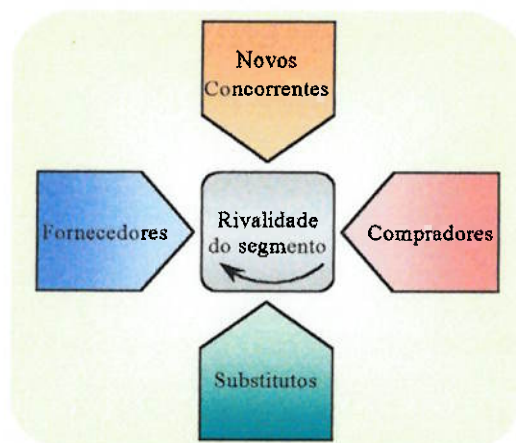 Novos
Concorrentes
Fornecedores
Rivalidade
do segmento
Compradores
Substitutos